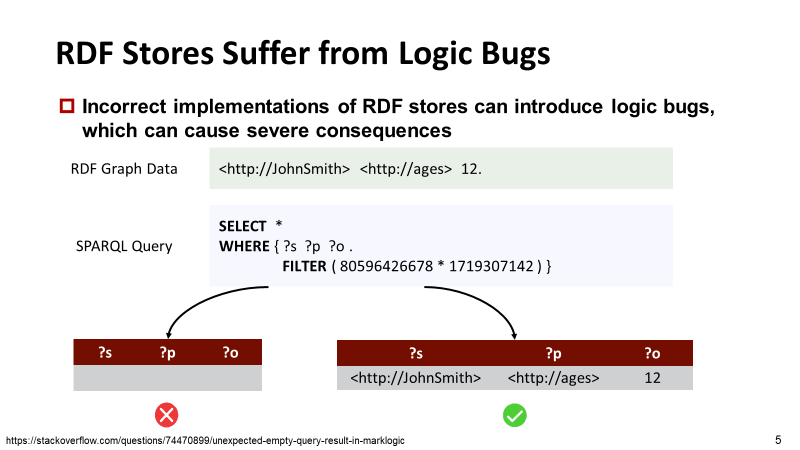 RDF Stores Suffer from Logic Bugs
Incorrect implementations of RDF stores can introduce logic bugs,
which can cause severe consequences
RDF Graph Data
<http://JohnSmith> <http://ages> 12.
SPARQL Query
SELECT *
WHERE { ?s ?p ?o .
FILTER ( 80596426678 * 1719307142 ) }
?s ?p ?o
?s ?p ?o
<http://JohnSmith> <http://ages> 12
https://stackoverflow.com/questions/74470899/unexpected-empty-query-result-in-marklogic
5